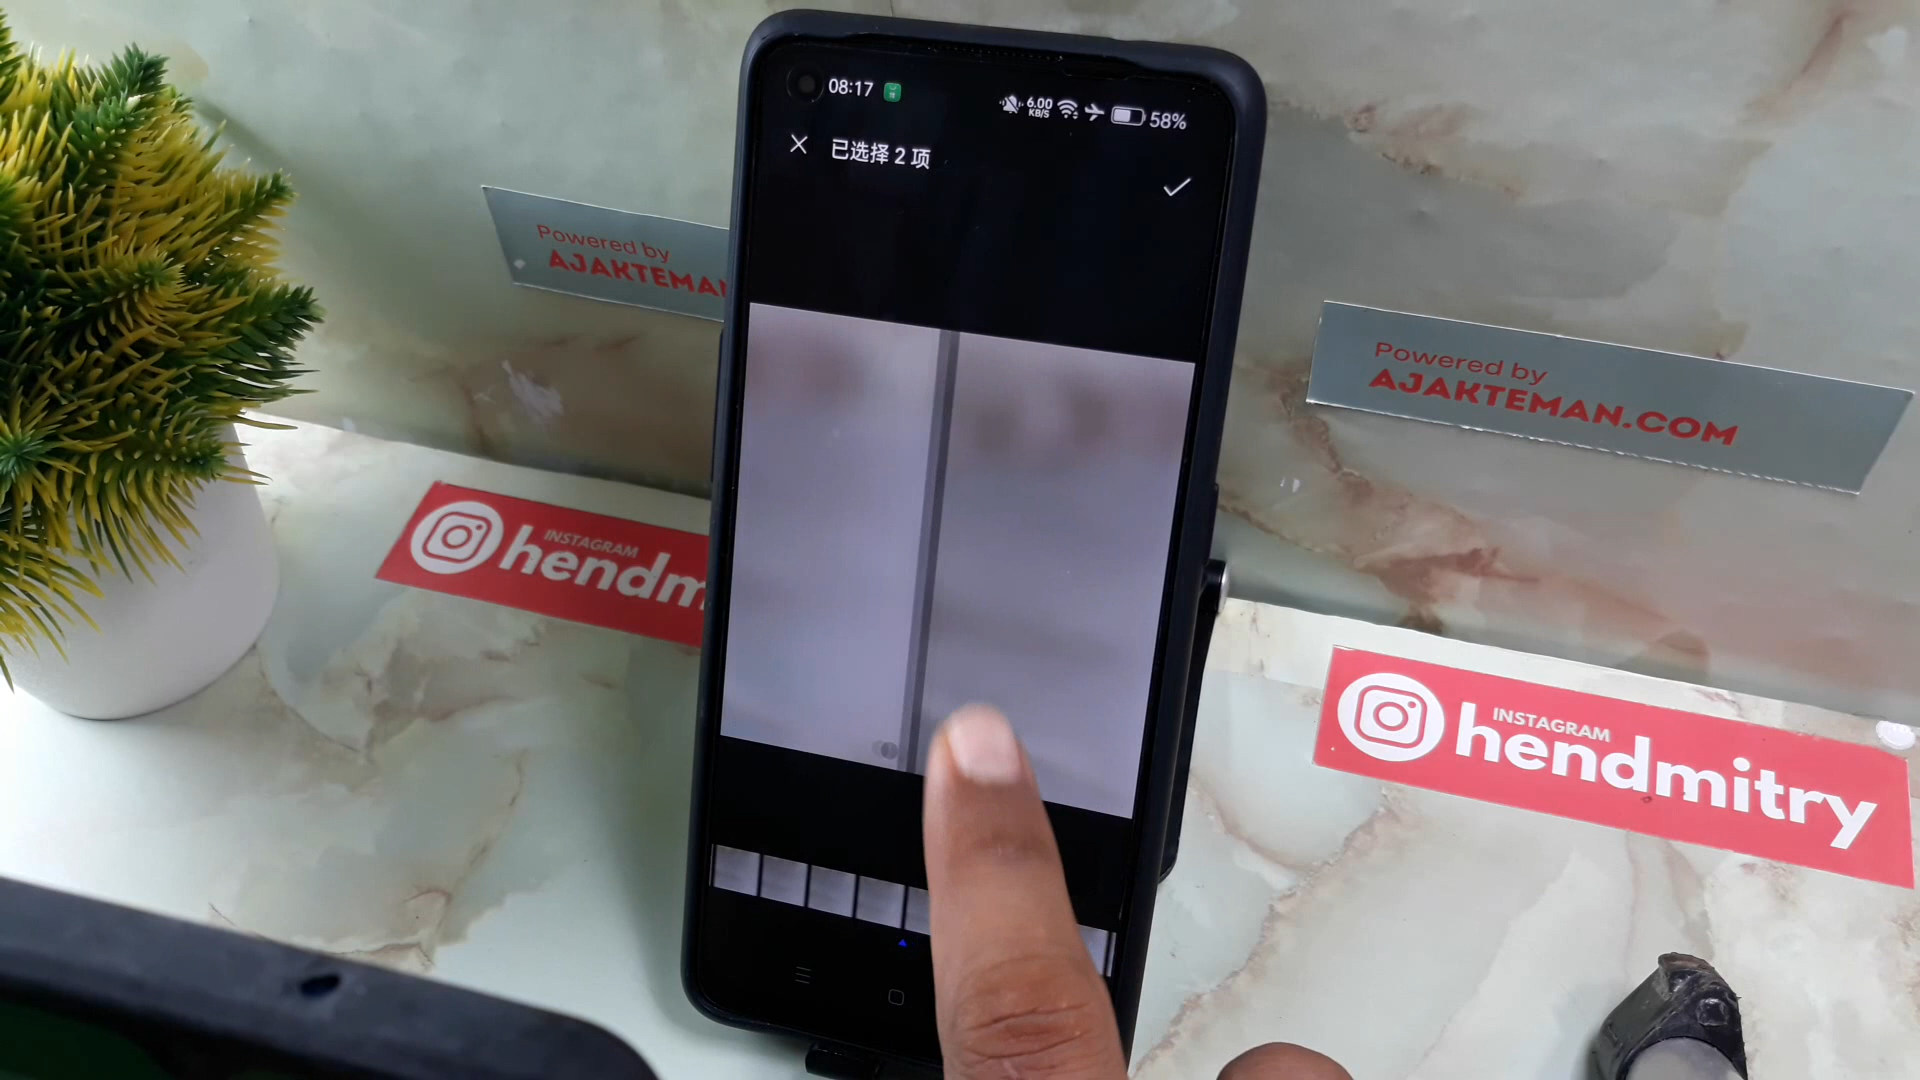 08:17
6.00
KB/S
58%
已选择 2 项
Powered by
AJAKTEMAN
Powered by
AJAKTEMAN.COM
INSTAGRAM
hendm
INSTAGRAM
hendmitry